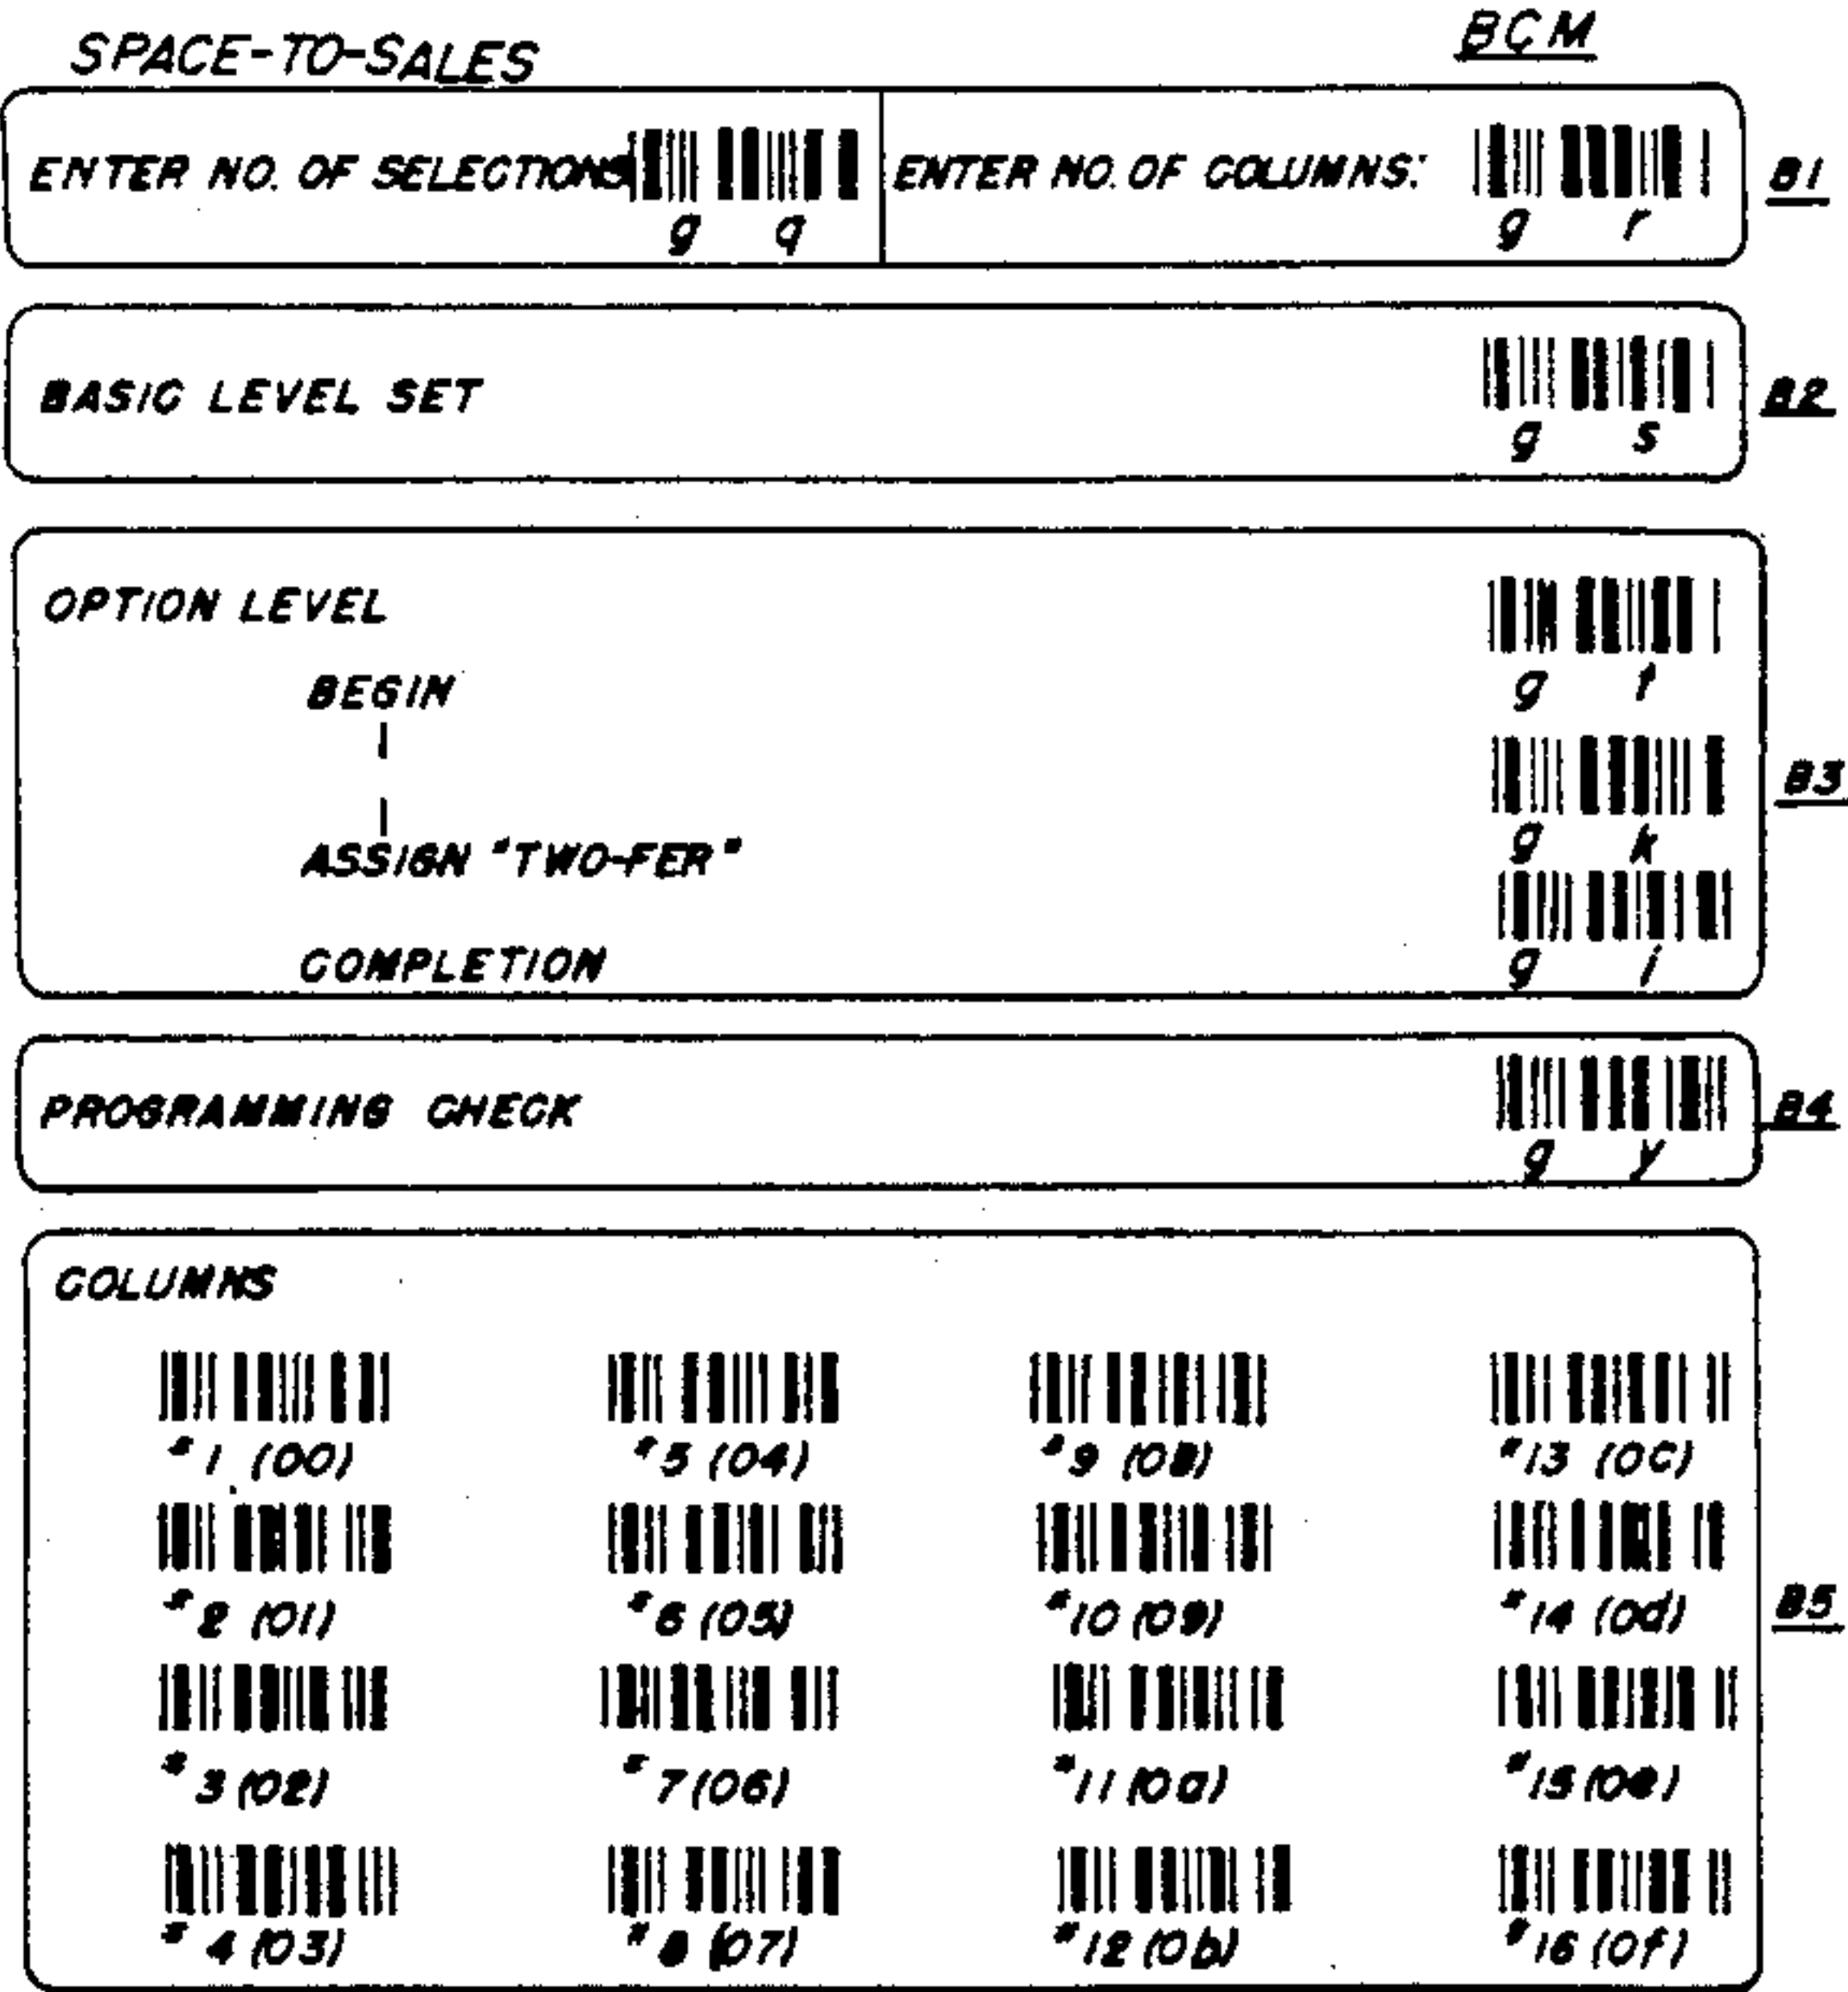 BCM
SPACE-TO-SALES
ENTER NO. OF SELECTIONS g q ENTER NO. OF COLUMNS: g r B1
BASIC LEVEL SET g s B2
OPTION LEVEL g t
BEGIN
g k B3
ASSIGN "TWO-FER"
COMPLETION g i
PROGRAMMING CHECK g y B4
COLUMNS
#1 (00) #5 (04) #9 (08) #13 (0C)
#2 (01) #6 (05) #10 (09) #14 (0d) B5
#3 (02) #7 (06) #11 (0a) #15 (0e)
#4 (03) #8 (07) #12 (0b) #16 (0f)